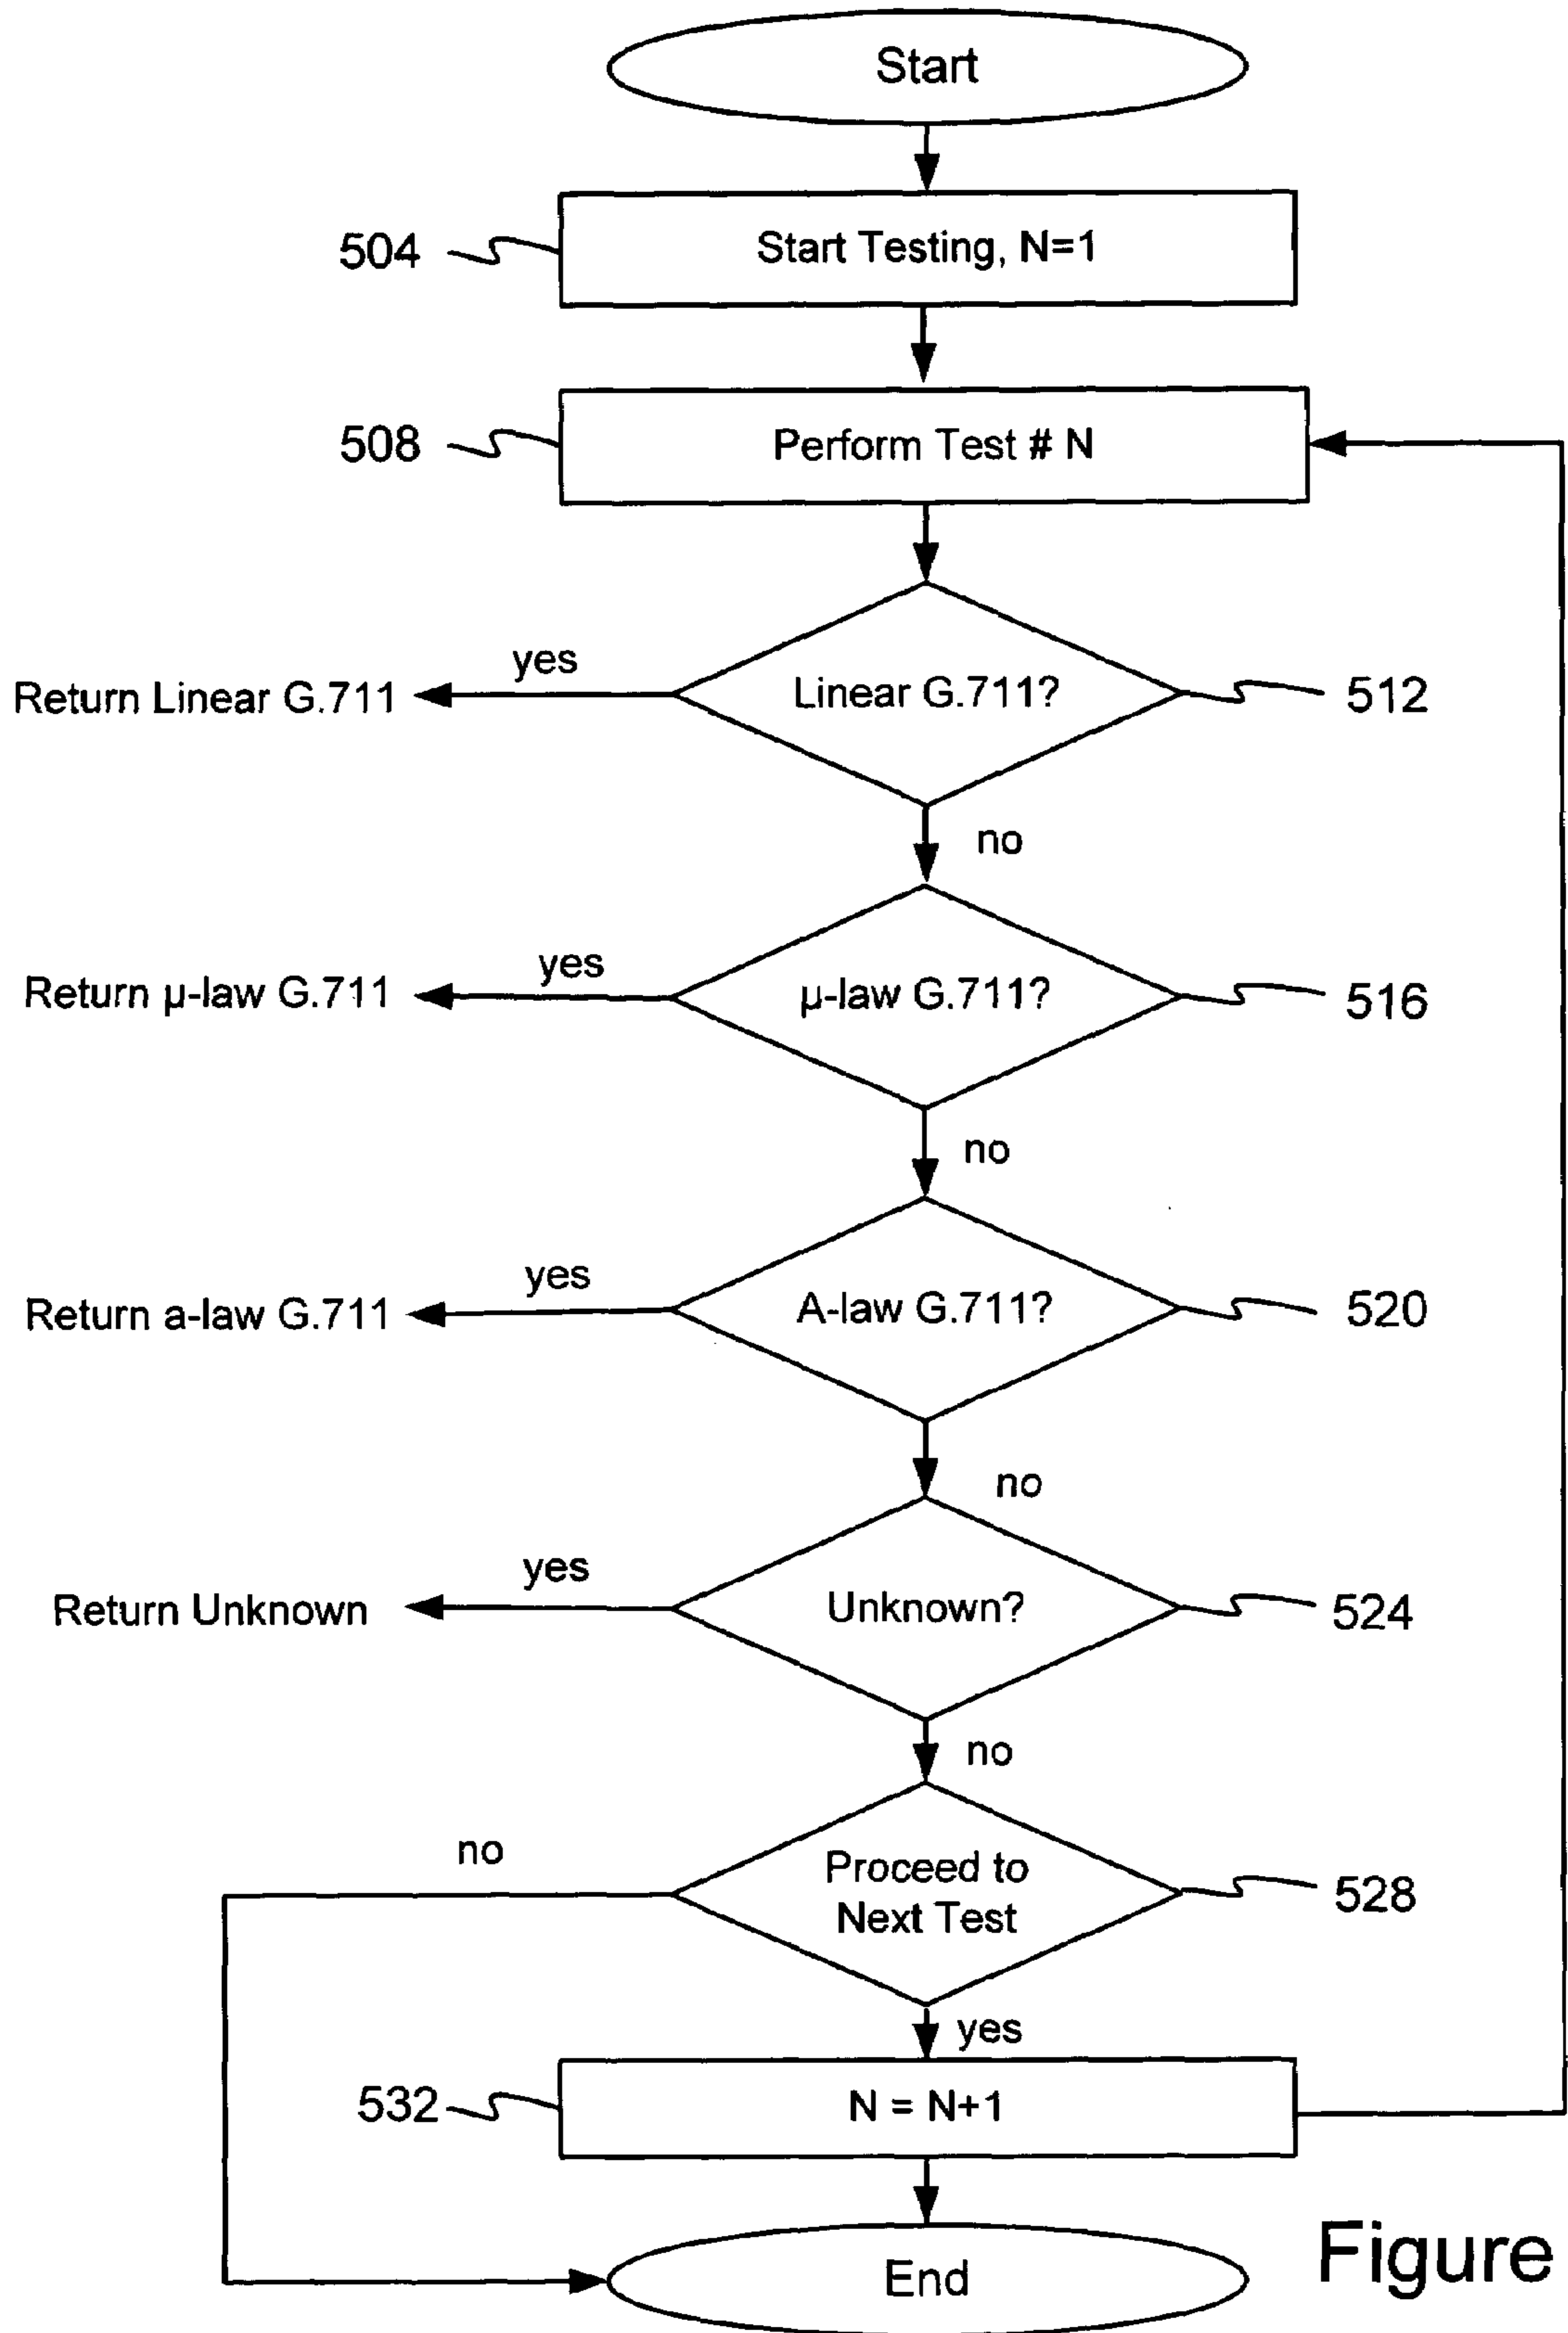 Start
504
Start Testing, N=1
508
Perform Test # N
yes
Return Linear G.711
Linear G.711?
512
no
yes
Return µ-law G.711
µ-law G.711?
516
no
yes
Return a-law G.711
A-law G.711?
520
no
yes
Return Unknown
Unknown?
524
no
no
Proceed to
Next Test
528
yes
532
N = N+1
End
Figure